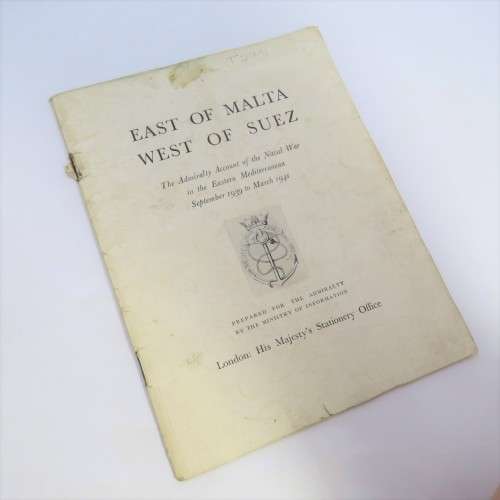 EAST OF MALTA
WEST OF SUEZ
The Admiralty Account of the Naval War
in the Eastern Mediterranean
September 1939 to March 1941
PREPARED FOR THE ADMIRALTY
BY THE MINISTRY OF INFORMATION
London: His Majesty's Stationery Office